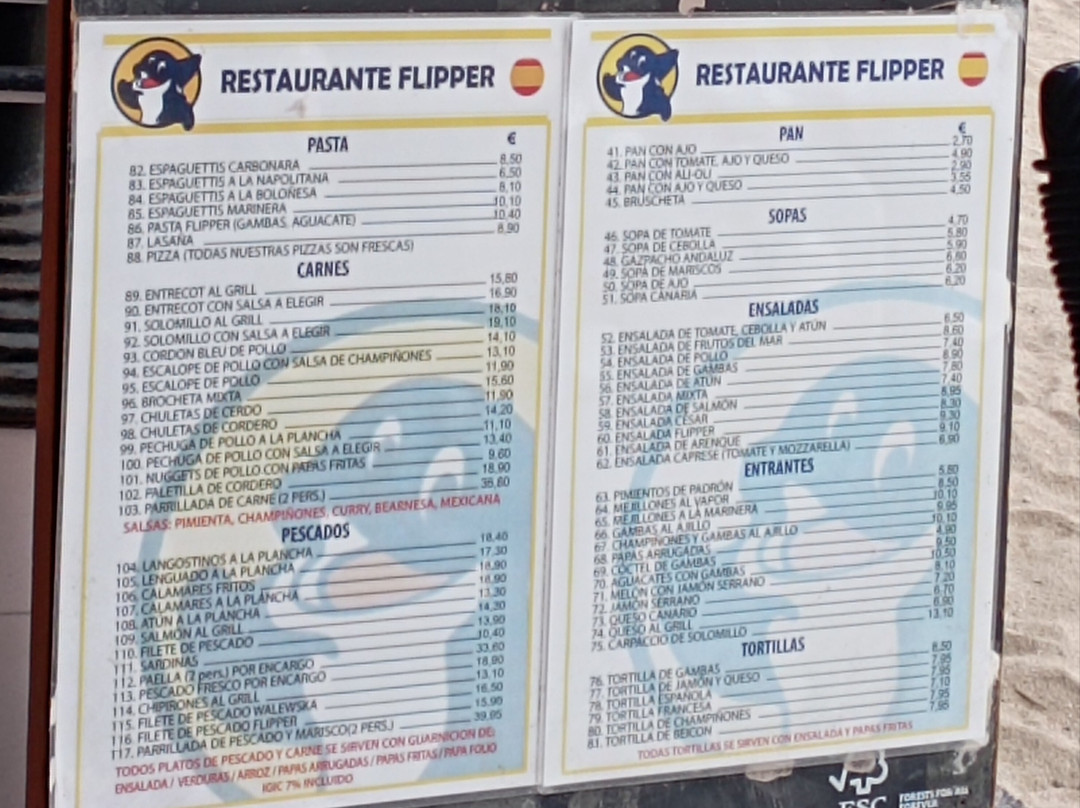 RESTAURANTE FLIPPER
PASTA €
82. ESPAGUETTIS CARBONARA 8,50
83. ESPAGUETTIS A LA NAPOLITANA 6,50
84. ESPAGUETTIS A LA BOLOÑESA 8,10
85. ESPAGUETTIS MARINERA 10,10
86. PASTA FLIPPER (GAMBAS, AGUACATE) 10,40
87. LASAÑA 8,90
88. PIZZA (TODAS NUESTRAS PIZZAS SON FRESCAS)
CARNES
89. ENTRECOT AL GRILL 15,80
90. ENTRECOT CON SALSA A ELEGIR 16,90
91. SOLOMILLO AL GRILL 18,10
92. SOLOMILLO CON SALSA A ELEGIR 19,10
93. CORDON BLEU DE POLLO 14,10
94. ESCALOPE DE POLLO CON SALSA DE CHAMPIÑONES 13,10
95. ESCALOPE DE POLLO 11,90
96. BROCHETA MIXTA 15,60
97. CHULETAS DE CERDO 11,90
98. CHULETAS DE CORDERO 14,20
99. PECHUGA DE POLLO A LA PLANCHA 11,10
100. PECHUGA DE POLLO CON SALSA A ELEGIR 13,40
101. NUGGETS DE POLLO CON PAPAS FRITAS 9,60
102. PALETILLA DE CORDERO 18,90
103. PARRILLADA DE CARNE (2 PERS.) 38,60
SALSAS: PIMIENTA, CHAMPIÑONES, CURRY, BEARNESA, MEXICANA
PESCADOS
104. LANGOSTINOS A LA PLANCHA 18,40
105. LENGUADO A LA PLANCHA 17,30
106. CALAMARES FRITOS 18,90
107. CALAMARES A LA PLANCHA 18,90
108. ATÚN A LA PLANCHA 13,30
109. SALMÓN AL GRILL 14,30
110. FILETE DE PESCADO 13,90
111. SARDINAS 10,40
112. PAELLA (2 pers.) POR ENCARGO 33,60
113. PESCADO FRESCO POR ENCARGO 18,90
114. CHIPIRONES AL GRILL 13,10
115. FILETE DE PESCADO WALEWSKA 16,50
116. FILETE DE PESCADO FLIPPER 15,90
117. PARRILLADA DE PESCADO Y MARISCO(2 PERS.) 39,95
TODOS PLATOS DE PESCADO Y CARNE SE SIRVEN CON GUARNICION DE:
ENSALADA / VERDURAS / ARROZ / PAPAS ARRUGADAS / PAPAS FRITAS / PAPA FOLIO
IGIC 7% INCLUIDO
RESTAURANTE FLIPPER
PAN €
41. PAN CON AJO 2,70
42. PAN CON TOMATE, AJO Y QUESO 4,90
43. PAN CON ALI-OLI 2,90
44. PAN CON AJO Y QUESO 3,55
45. BRUSCHETA 4,50
SOPAS
46. SOPA DE TOMATE 4,70
47. SOPA DE CEBOLLA 5,80
48. GAZPACHO ANDALUZ 5,90
49. SOPA DE MARISCOS 6,60
50. SOPA DE AJO 6,20
51. SOPA CANARIA 6,20
ENSALADAS
52. ENSALADA DE TOMATE, CEBOLLA Y ATÚN 6,50
53. ENSALADA DE FRUTOS DEL MAR 8,60
54. ENSALADA DE POLLO 7,40
55. ENSALADA DE GAMBAS 8,90
56. ENSALADA DE ATÚN 7,80
57. ENSALADA MIXTA 7,40
58. ENSALADA DE SALMÓN 8,95
59. ENSALADA CÉSAR 8,30
60. ENSALADA FLIPPER 9,30
61. ENSALADA DE ARENQUE 9,10
62. ENSALADA CAPRESE (TOMATE Y MOZZARELLA) 6,90
ENTRANTES
63. PIMIENTOS DE PADRÓN 5,80
64. MEJILLONES AL VAPOR 8,50
65. MEJILLONES A LA MARINERA 10,10
66. GAMBAS AL AJILLO 9,95
67. CHAMPIÑONES Y GAMBAS AL AJILLO 10,10
68. PAPAS ARRUGADAS 4,90
69. COCTEL DE GAMBAS 9,50
70. AGUACATES CON GAMBAS 10,50
71. MELON CON JAMÓN SERRANO 8,10
72. JAMÓN SERRANO 7,20
73. QUESO CANARIO 6,70
74. QUESO AL GRILL 6,90
75. CARPACCIO DE SOLOMILLO 13,10
TORTILLAS
76. TORTILLA DE GAMBAS 8,50
77. TORTILLA DE JAMÓN Y QUESO 7,95
78. TORTILLA ESPAÑOLA 7,95
79. TORTILLA FRANCESA 7,10
80. TORTILLA DE CHAMPIÑONES 7,95
81. TORTILLA DE BEICON 7,95
TODAS TORTILLAS SE SIRVEN CON ENSALADA Y PAPAS FRITAS
FSC
FORESTS FOR ALL